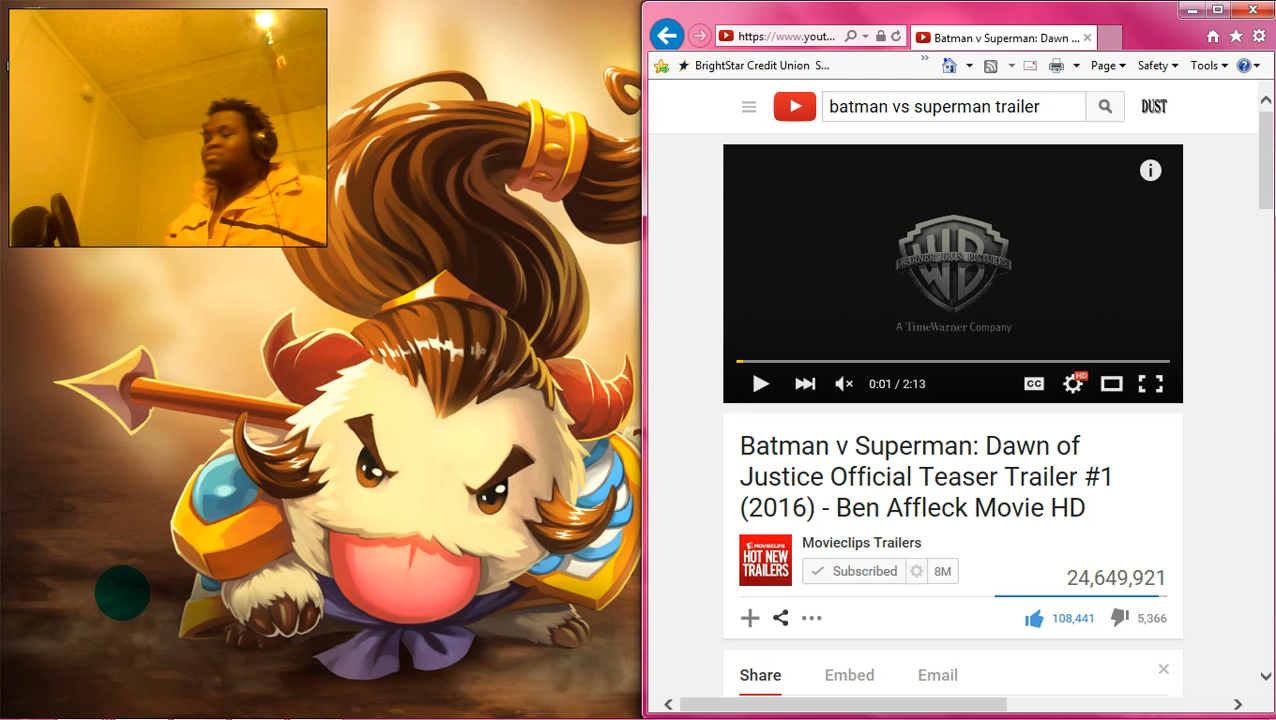 https://www.yout...
Batman v Superman: Dawn ...
BrightStar Credit Union S...
Page
Safety
Tools
batman vs superman trailer
DUST
WB
WARNER BROS. PICTURES
A TimeWarner Company
0:01 / 2:13
CC
HD
Batman v Superman: Dawn of
Justice Official Teaser Trailer #1
(2016) - Ben Affleck Movie HD
MOVIECLIPS
HOT NEW
TRAILERS
Movieclips Trailers
Subscribed
8M
24,649,921
108,441
5,366
Share
Embed
Email